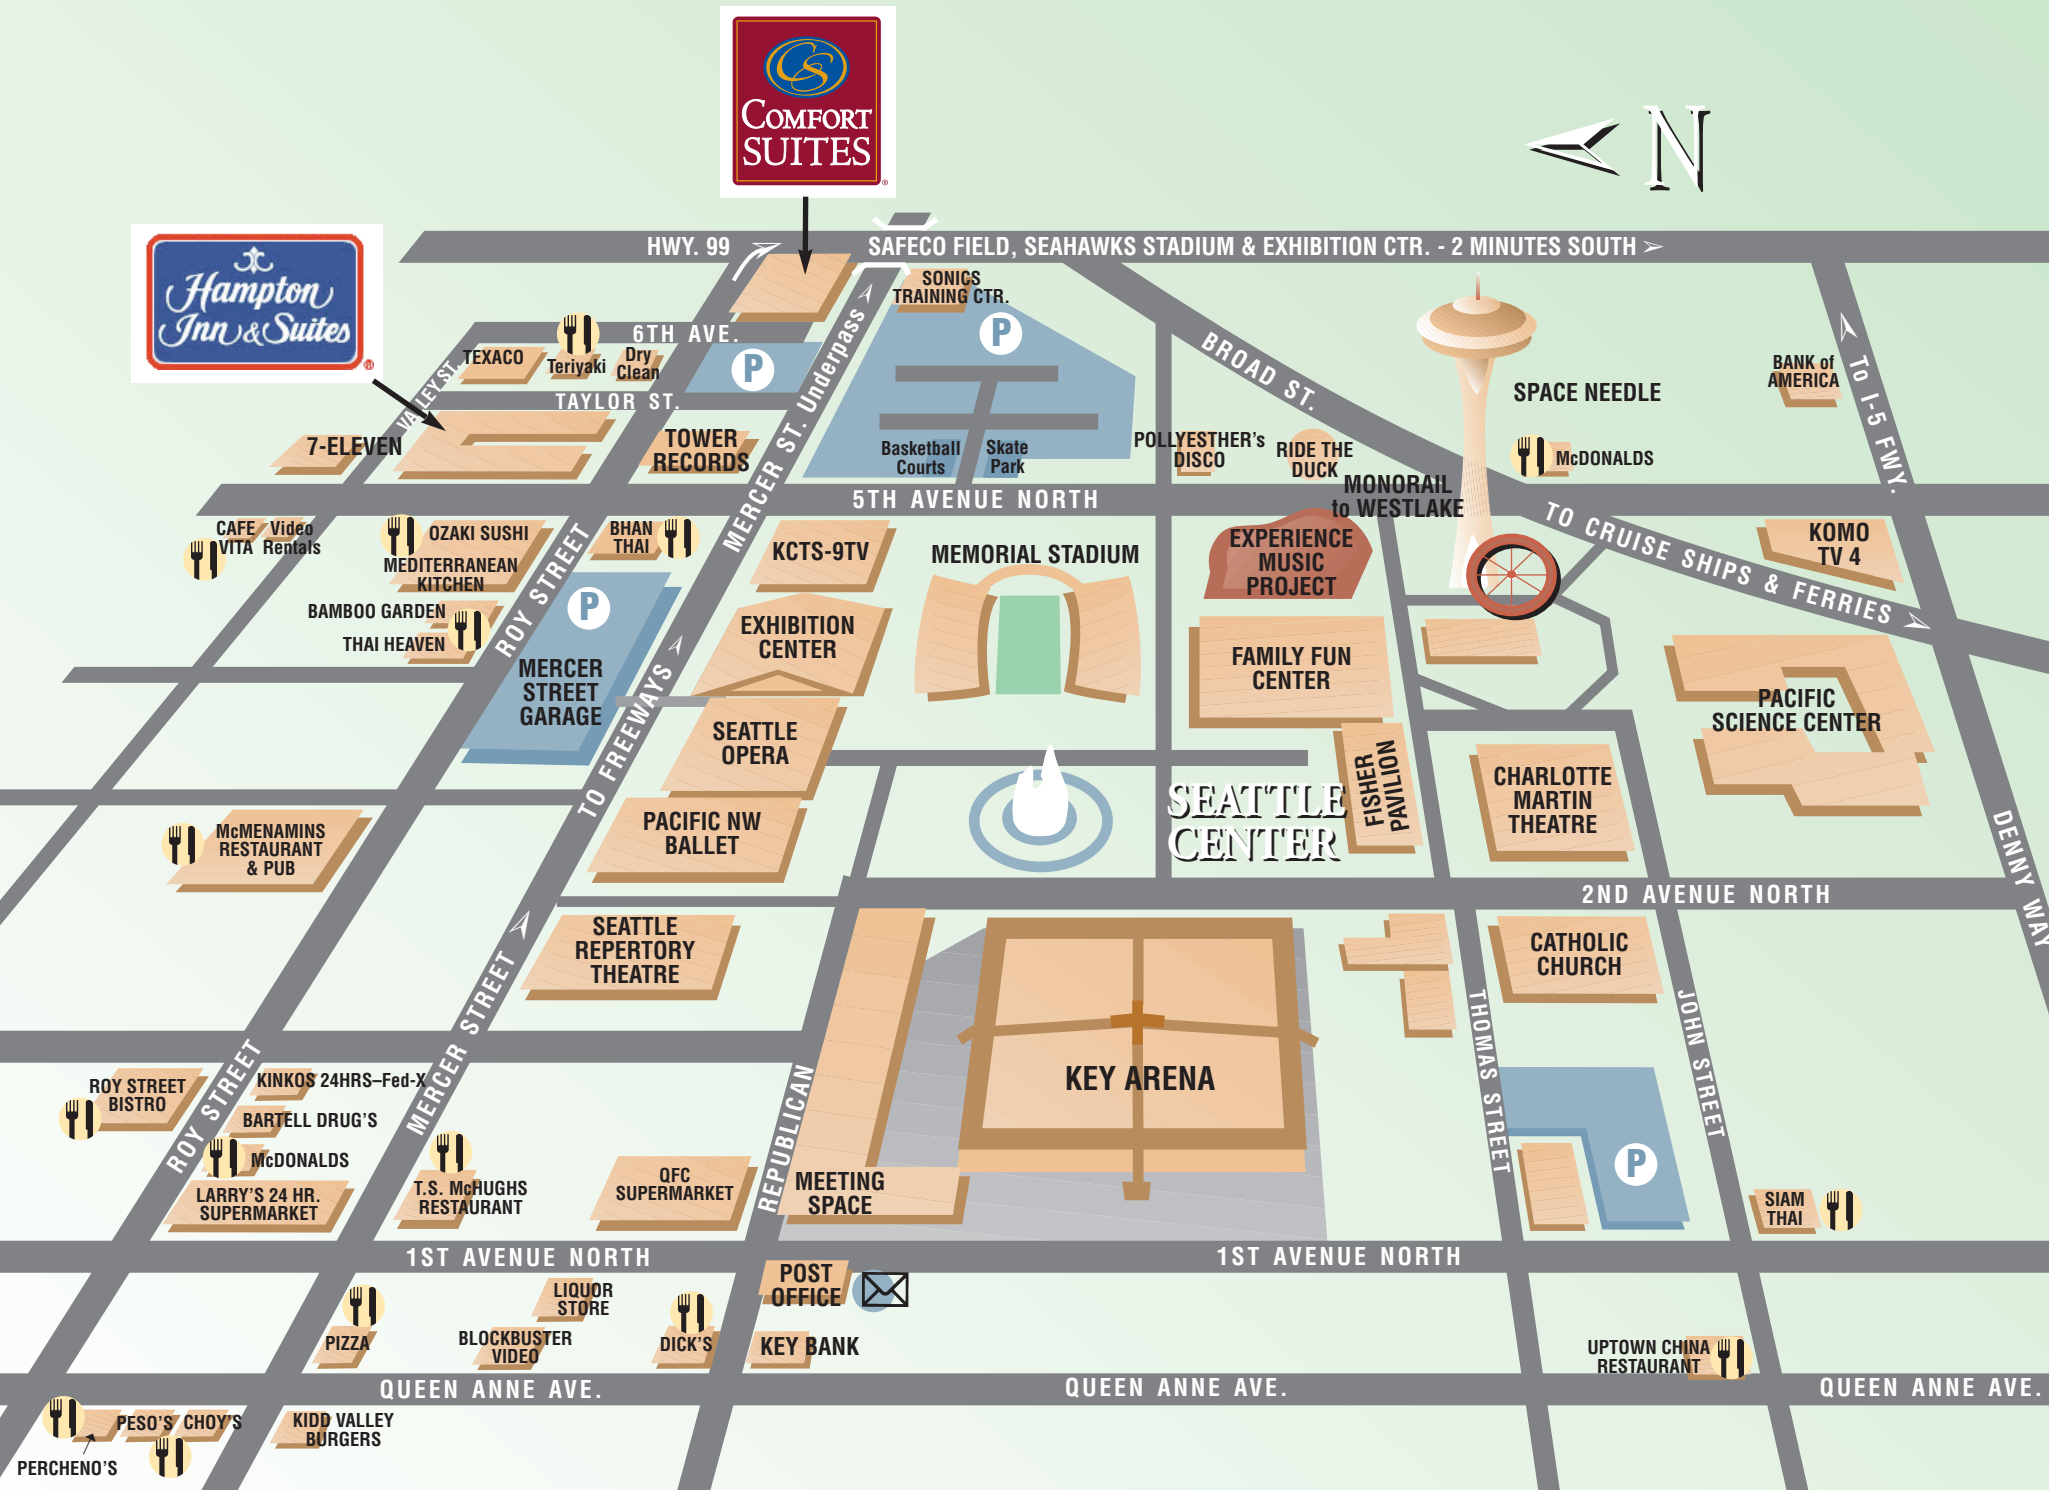 CS
COMFORT
SUITES
®
N
Hampton
Inn & Suites
®
HWY. 99
SAFECO FIELD, SEAHAWKS STADIUM & EXHIBITION CTR. - 2 MINUTES SOUTH
SONICS
TRAINING CTR.
P
6TH AVE.
TEXACO
Teriyaki
Dry
Clean
P
VALLEY ST.
TAYLOR ST.
MERCER ST. Underpass
BROAD ST.
SPACE NEEDLE
BANK of
AMERICA
TO I-5 FWY.
7-ELEVEN
TOWER
RECORDS
Basketball
Courts
Skate
Park
POLLYESTHER's
DISCO
RIDE THE
DUCK
McDONALDS
MONORAIL
to WESTLAKE
5TH AVENUE NORTH
TO CRUISE SHIPS & FERRIES
CAFE
VITA
Video
Rentals
OZAKI SUSHI
MEDITERRANEAN
KITCHEN
BHAN
THAI
ROY STREET
KCTS-9TV
MEMORIAL STADIUM
EXPERIENCE
MUSIC
PROJECT
KOMO
TV 4
BAMBOO GARDEN
THAI HEAVEN
P
MERCER
STREET
GARAGE
EXHIBITION
CENTER
FAMILY FUN
CENTER
PACIFIC
SCIENCE CENTER
TO FREEWAYS
SEATTLE
OPERA
FISHER
PAVILION
CHARLOTTE
MARTIN
THEATRE
SEATTLE
CENTER
PACIFIC NW
BALLET
McMENAMINS
RESTAURANT
& PUB
DENNY WAY
2ND AVENUE NORTH
SEATTLE
REPERTORY
THEATRE
CATHOLIC
CHURCH
MERCER STREET
THOMAS STREET
JOHN STREET
KEY ARENA
ROY STREET
REPUBLICAN
ROY STREET
BISTRO
KINKOS 24HRS–Fed-X
BARTELL DRUG'S
McDONALDS
LARRY'S 24 HR.
SUPERMARKET
T.S. McHUGHS
RESTAURANT
QFC
SUPERMARKET
MEETING
SPACE
P
SIAM
THAI
1ST AVENUE NORTH
1ST AVENUE NORTH
POST
OFFICE
LIQUOR
STORE
PIZZA
BLOCKBUSTER
VIDEO
DICK'S
KEY BANK
UPTOWN CHINA
RESTAURANT
QUEEN ANNE AVE.
QUEEN ANNE AVE.
QUEEN ANNE AVE.
PESO'S
CHOY'S
KIDD VALLEY
BURGERS
PERCHENO'S